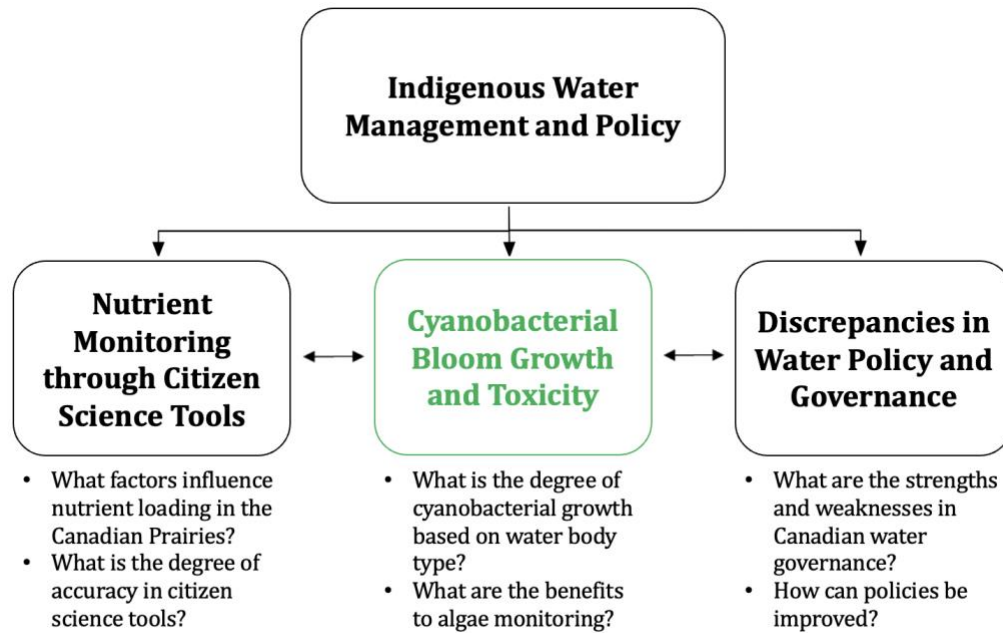 Indigenous Water
Management and Policy
Nutrient
Monitoring
through Citizen
Science Tools
Cyanobacterial
Bloom Growth
and Toxicity
Discrepancies in
Water Policy and
Governance
• What factors influence
nutrient loading in the
Canadian Prairies?
• What is the degree of
accuracy in citizen
science tools?
• What is the degree of
cyanobacterial growth
based on water body
type?
• What are the benefits
to algae monitoring?
• What are the strengths
and weaknesses in
Canadian water
governance?
• How can policies be
improved?